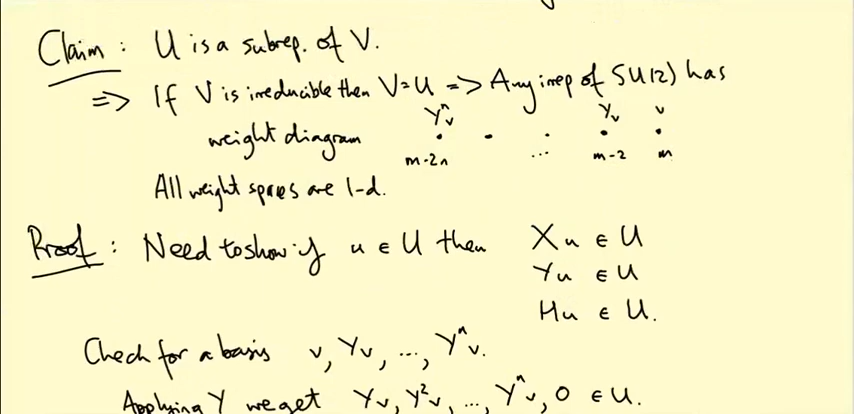 Claim : U is a subrep. of V.
=> If V is irreducible then V=U => Any irrep of SU(2) has
Yⁿv Yv v
weight diagram • • : • •
m-2n ... m-2 m
All weight spaces are 1-d.
Proof : Need to show if u ∈ U then Xu ∈ U
Yu ∈ U
Hu ∈ U.
Check for a basis v, Yv, ..., Yⁿv.
Applying Y we get Yv, Y²v, ..., Yⁿv, 0 ∈ U.